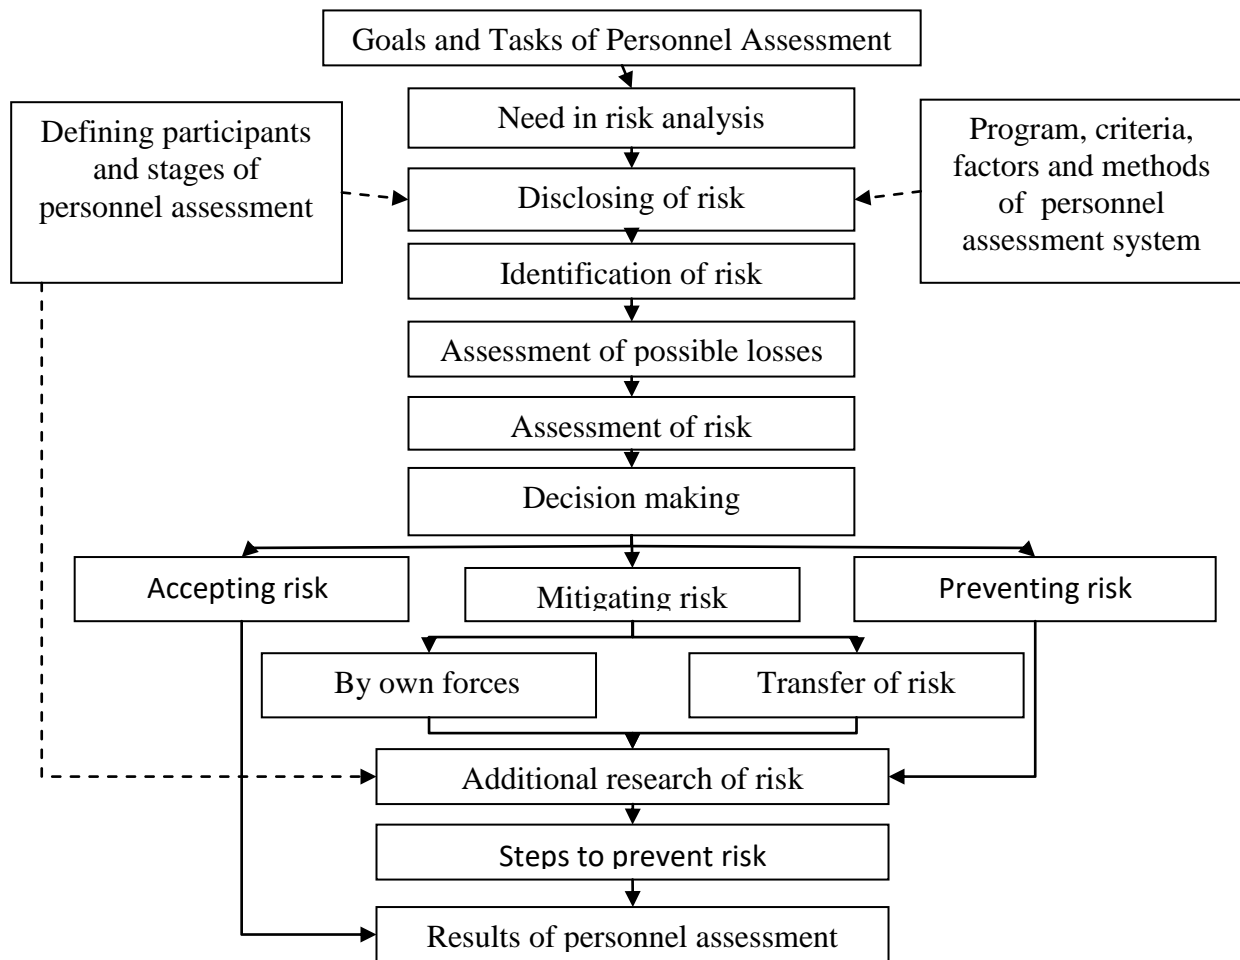 Goals and Tasks of Personnel Assessment
Need in risk analysis
Defining participants
and stages of
personnel assessment
Program, criteria,
factors and methods
of personnel
assessment system
Disclosing of risk
Identification of risk
Assessment of possible losses
Assessment of risk
Decision making
Accepting risk
Mitigating risk
Preventing risk
By own forces
Transfer of risk
Additional research of risk
Steps to prevent risk
Results of personnel assessment